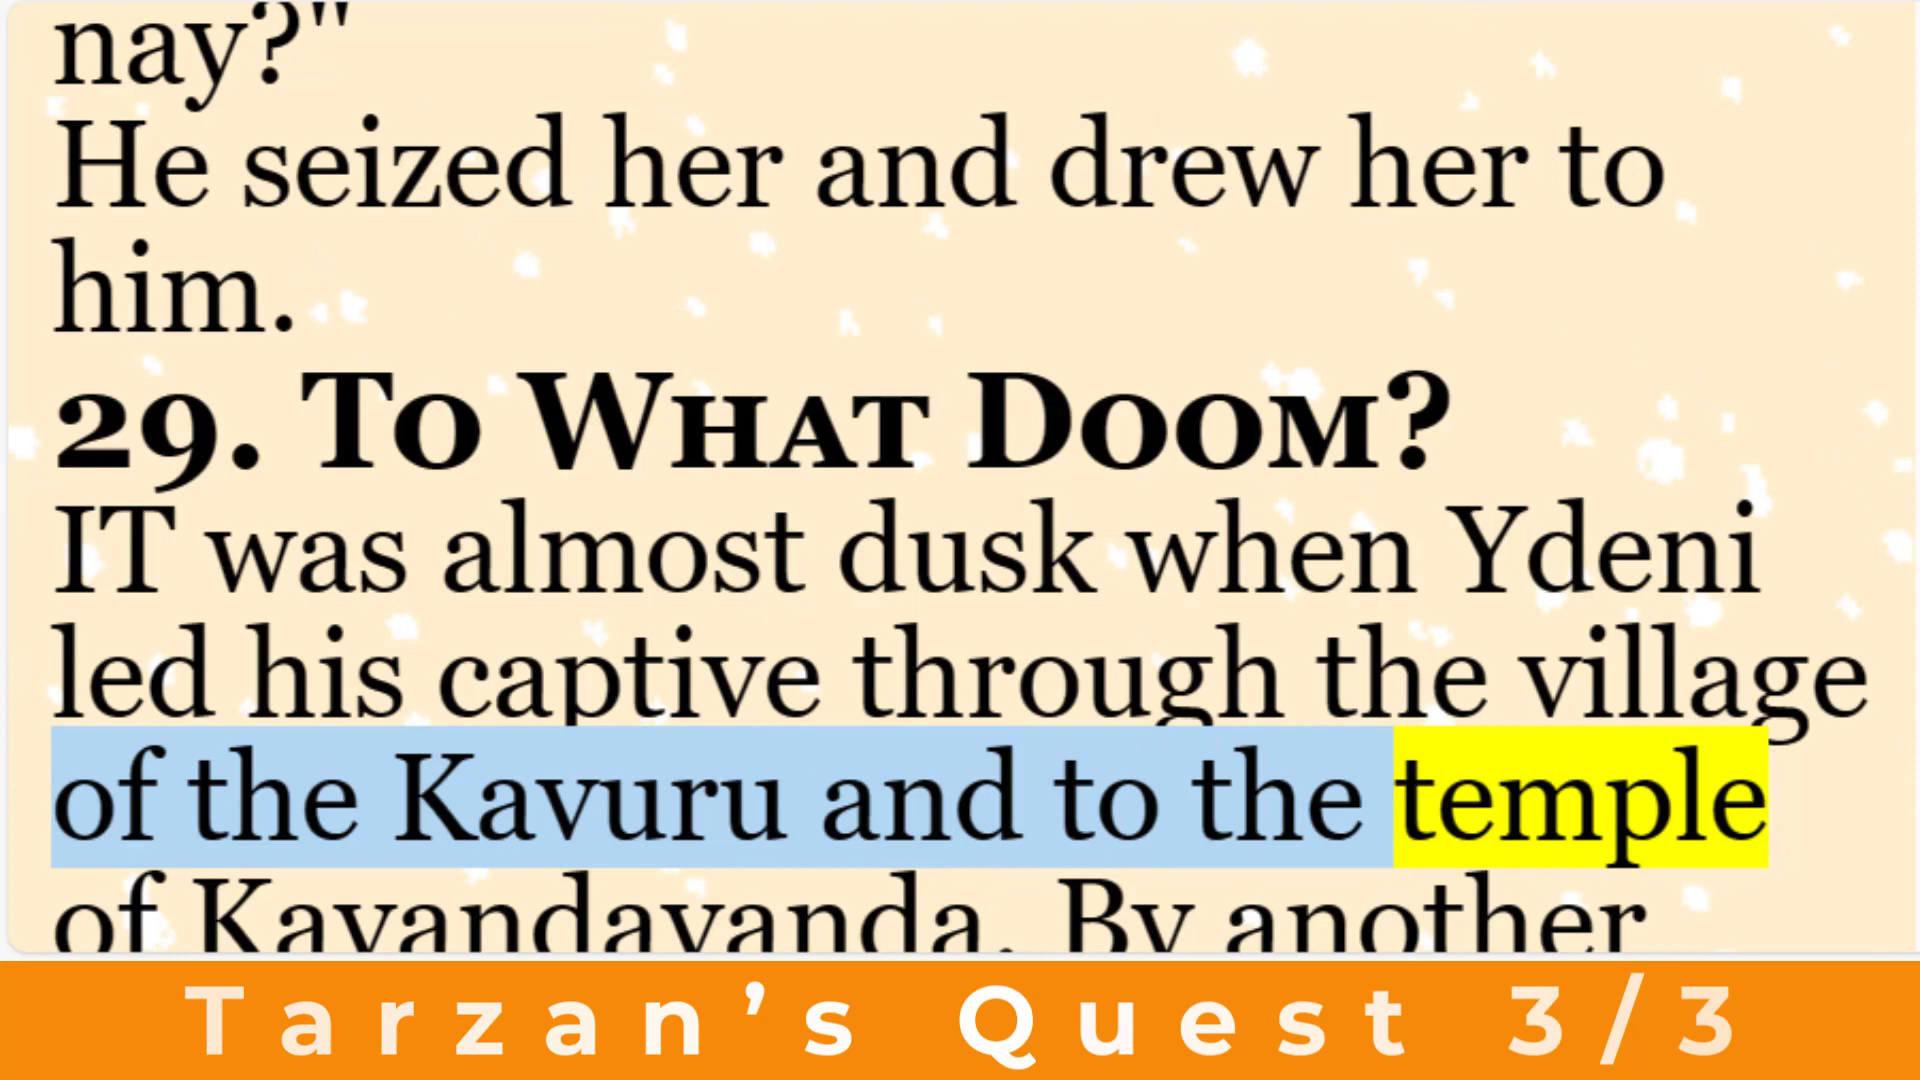 nay?"
He seized her and drew her to
him.
29. To What Doom?
IT was almost dusk when Ydeni
led his captive through the village
of the Kavuru and to the temple
of Kavandavanda. By another
Tarzan’s Quest 3/3